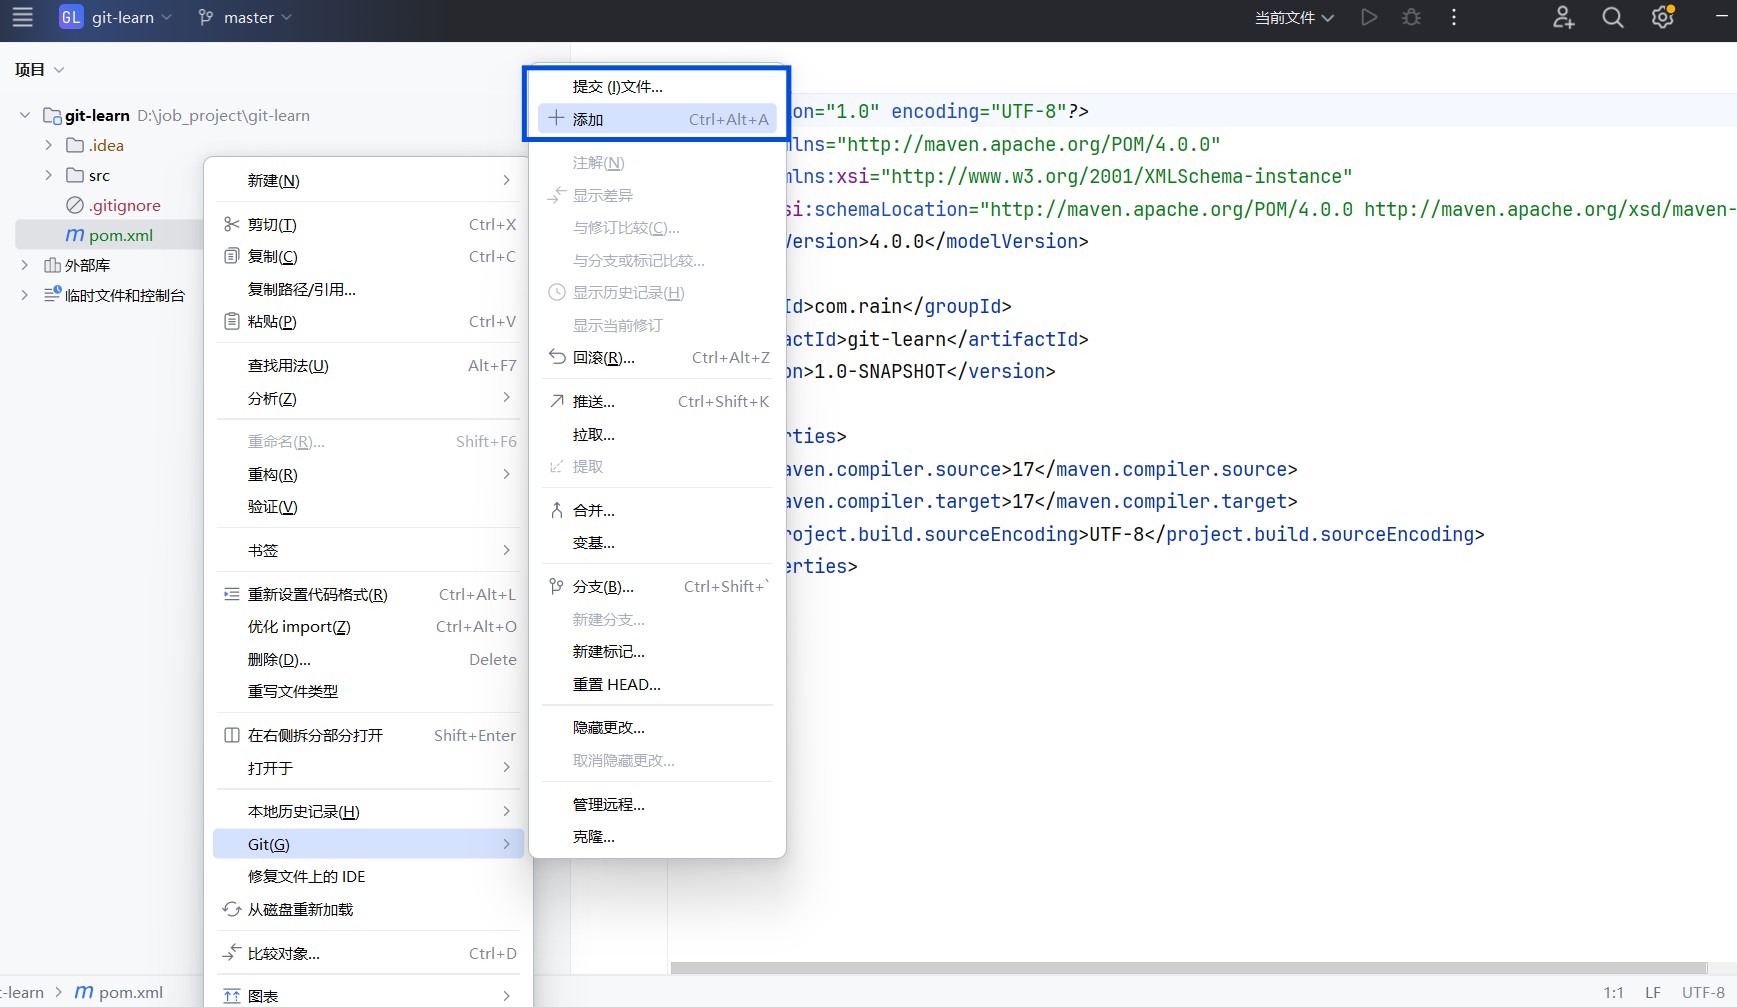 GL git-learn master 当前文件
项目
git-learn D:\job_project\git-learn
.idea
src
.gitignore
pom.xml
外部库
临时文件和控制台
新建(N)
剪切(T) Ctrl+X
复制(C) Ctrl+C
复制路径/引用...
粘贴(P) Ctrl+V
查找用法(U) Alt+F7
分析(Z)
重命名(R)... Shift+F6
重构(R)
验证(V)
书签
重新设置代码格式(R) Ctrl+Alt+L
优化 import(Z) Ctrl+Alt+O
删除(D)... Delete
重写文件类型
在右侧拆分部分打开 Shift+Enter
打开于
本地历史记录(H)
Git(G)
修复文件上的 IDE
从磁盘重新加载
比较对象... Ctrl+D
图表
提交 (I)文件...
添加 Ctrl+Alt+A
注解(N)
显示差异
与修订比较(C)...
与分支或标记比较...
显示历史记录(H)
显示当前修订
回滚(R)... Ctrl+Alt+Z
推送... Ctrl+Shift+K
拉取...
提取
合并...
变基...
分支(B)... Ctrl+Shift+`
新建分支...
新建标记...
重置 HEAD...
隐藏更改...
取消隐藏更改...
管理远程...
克隆...
on="1.0" encoding="UTF-8"?>
mlns="http://maven.apache.org/POM/4.0.0"
mlns:xsi="http://www.w3.org/2001/XMLSchema-instance"
si:schemaLocation="http://maven.apache.org/POM/4.0.0 http://maven.apache.org/xsd/maven-
Version>4.0.0</modelVersion>
Id>com.rain</groupId>
actId>git-learn</artifactId>
on>1.0-SNAPSHOT</version>
rties>
aven.compiler.source>17</maven.compiler.source>
aven.compiler.target>17</maven.compiler.target>
roject.build.sourceEncoding>UTF-8</project.build.sourceEncoding>
erties>
t-learn > pom.xml 1:1 LF UTF-8